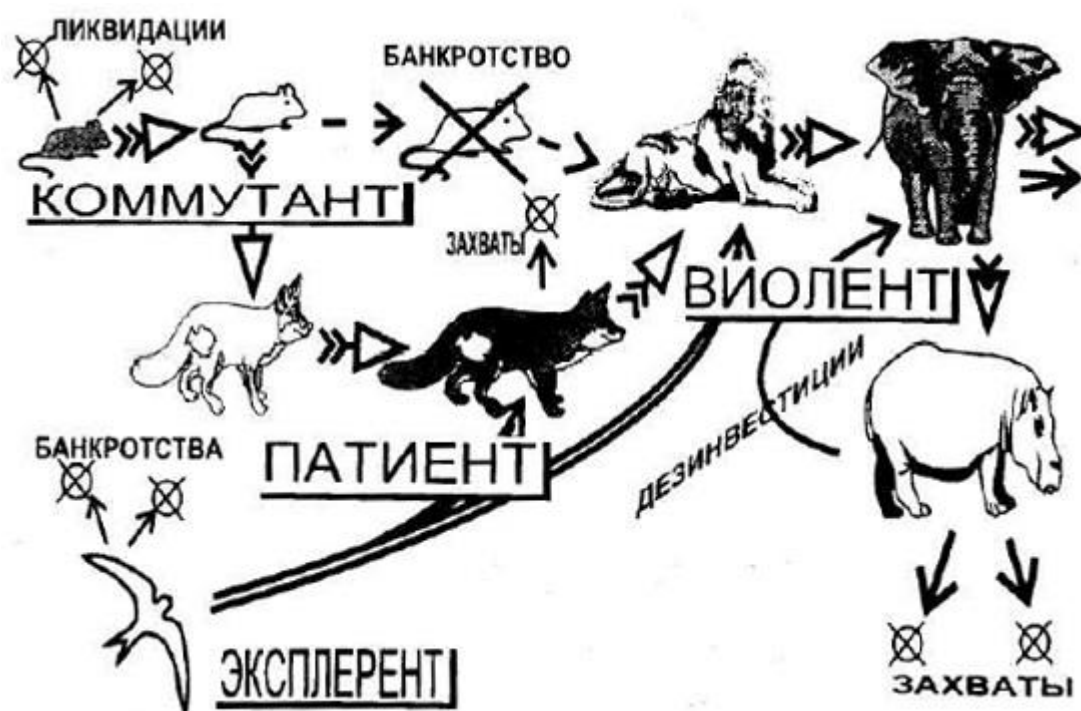 ЛИКВИДАЦИИ
БАНКРОТСТВО
КОММУТАНТ
ЗАХВАТЫ
ВИОЛЕНТ
ДЕЗИНВЕСТИЦИИ
БАНКРОТСТВА
ПАТИЕНТ
ЭКСПЛЕРЕНТ
ЗАХВАТЫ